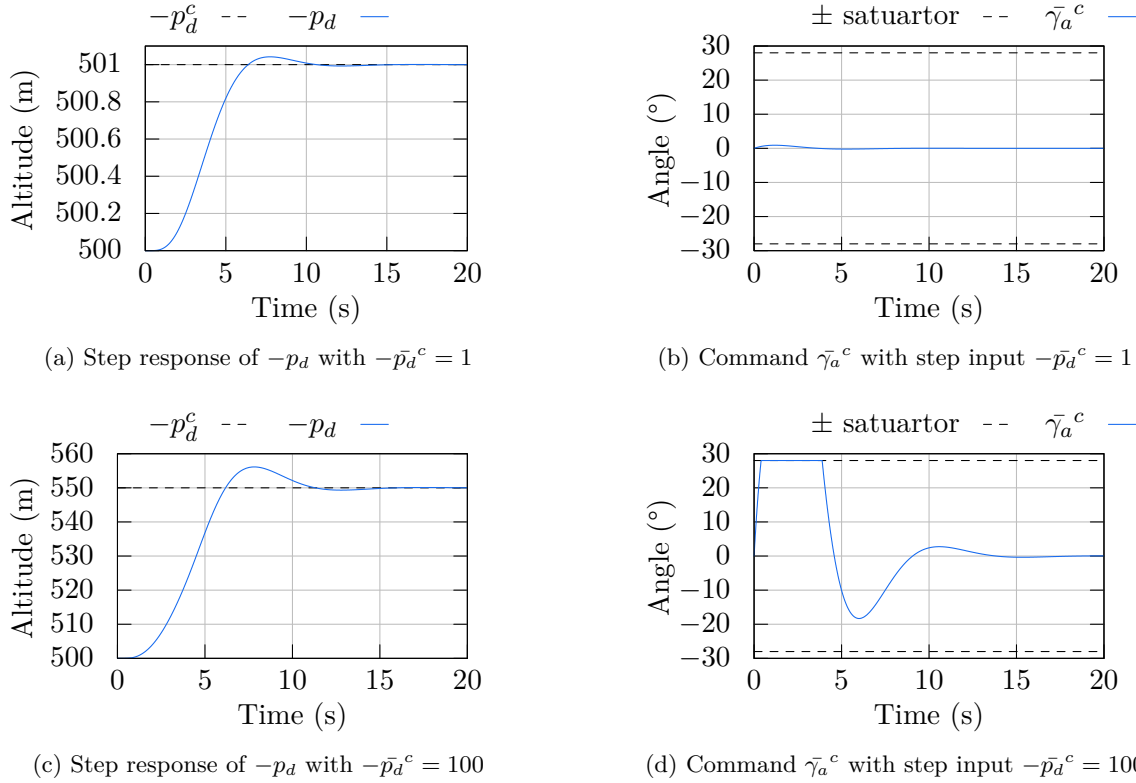 −p_d^c −p_d
Altitude (m)
501
500.8
500.6
500.4
500.2
500
0 5 10 15 20
Time (s)
(a) Step response of −p_d with −p̄_d^c = 1
± satuartor γ̄_a^c
Angle (°)
30
20
10
0
−10
−20
−30
0 5 10 15 20
Time (s)
(b) Command γ̄_a^c with step input −p̄_d^c = 1
−p_d^c −p_d
Altitude (m)
560
550
540
530
520
510
500
0 5 10 15 20
Time (s)
(c) Step response of −p_d with −p̄_d^c = 100
± satuartor γ̄_a^c
Angle (°)
30
20
10
0
−10
−20
−30
0 5 10 15 20
Time (s)
(d) Command γ̄_a^c with step input −p̄_d^c = 100